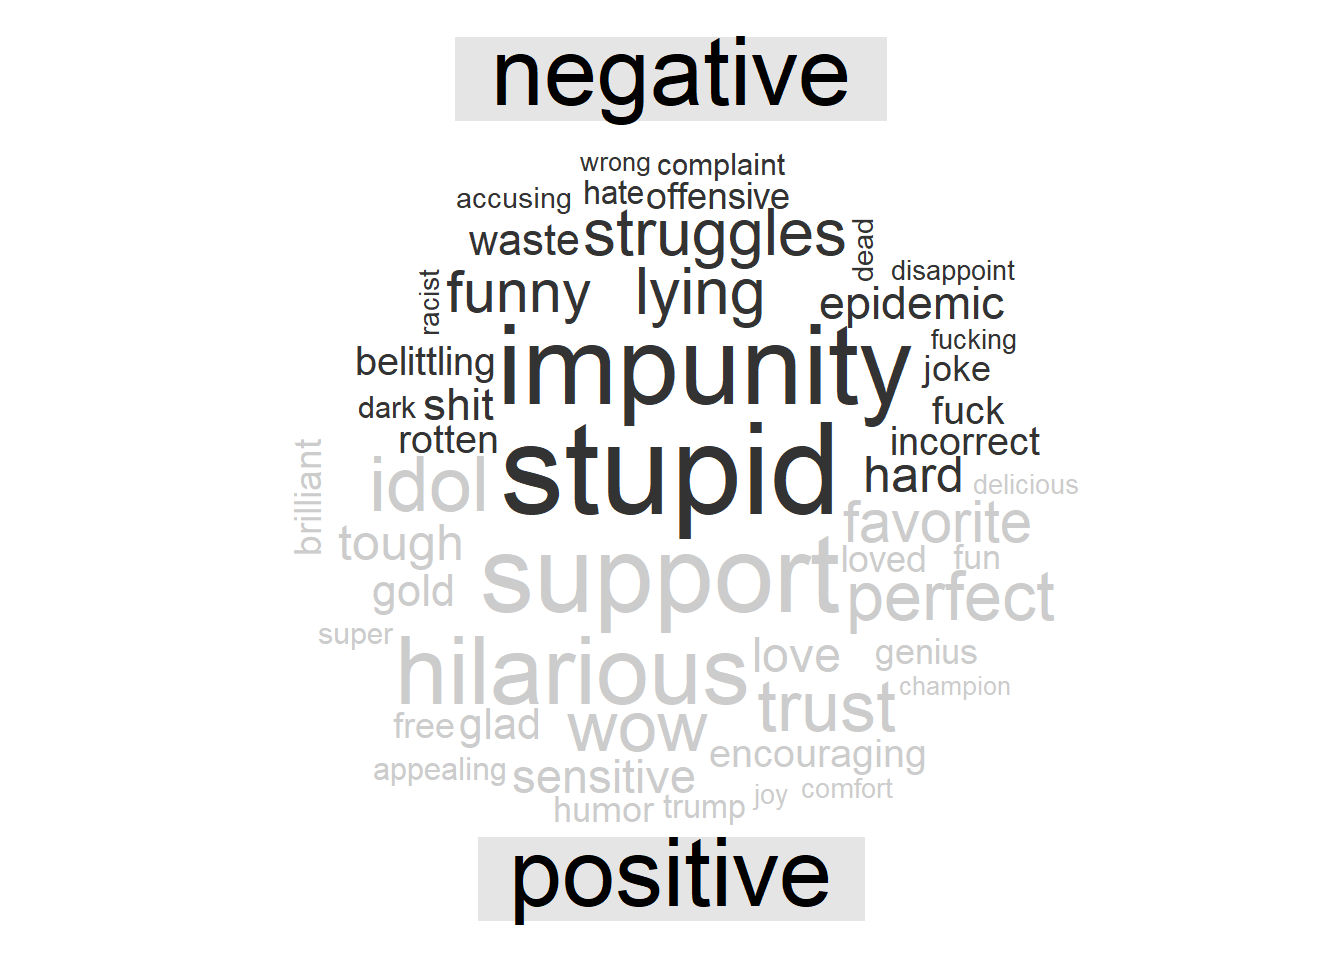 negative
wrong complaint
accusing hate offensive
waste struggles dead
racist funny lying disappoint
epidemic
impunity fucking
belittling joke
dark shit fuck
rotten incorrect
stupid hard
brilliant idol delicious
favorite
tough support loved fun
gold perfect
super
hilarious love genius
trust champion
free glad wow
encouraging
appealing sensitive
humor trump joy comfort
positive